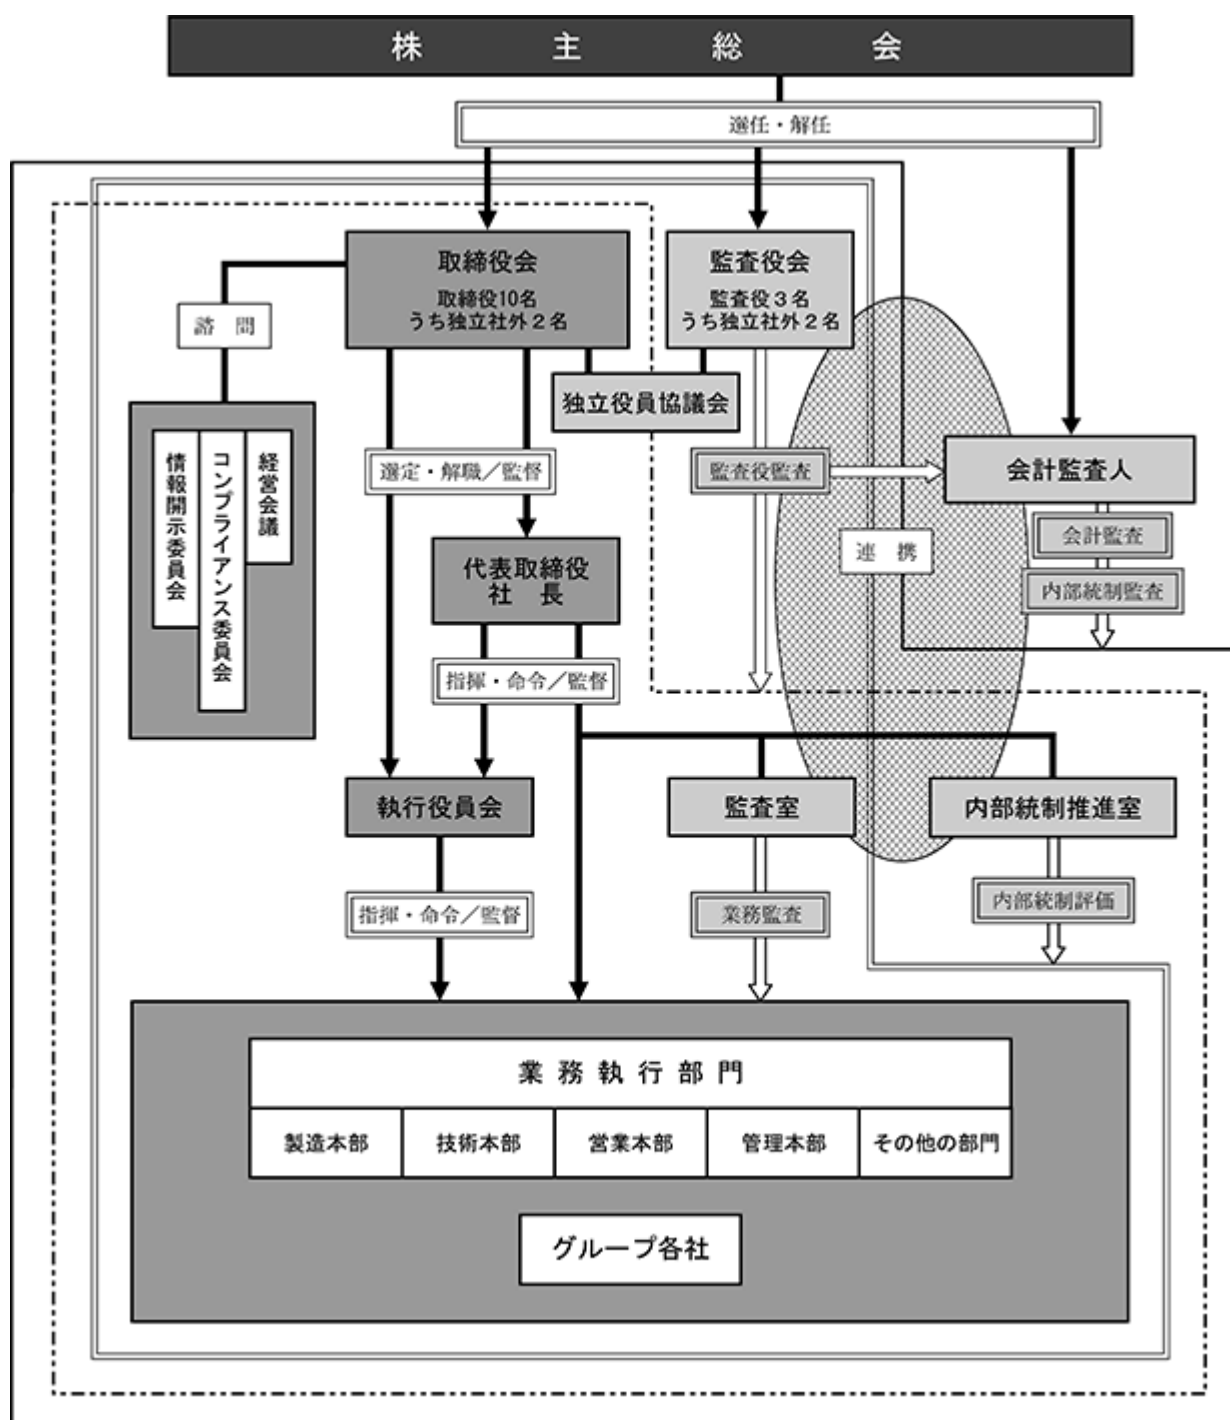 株主総会
選任・解任
取締役会
取締役10名
うち独立社外２名
監査役会
監査役３名
うち独立社外２名
諮問
独立役員協議会
情報開示委員会
コンプライアンス委員会
経営会議
選定・解職／監督
監査役監査
会計監査人
会計監査
内部統制監査
連携
代表取締役
社長
指揮・命令／監督
執行役員会
監査室
内部統制推進室
指揮・命令／監督
業務監査
内部統制評価
業務執行部門
製造本部
技術本部
営業本部
管理本部
その他の部門
グループ各社